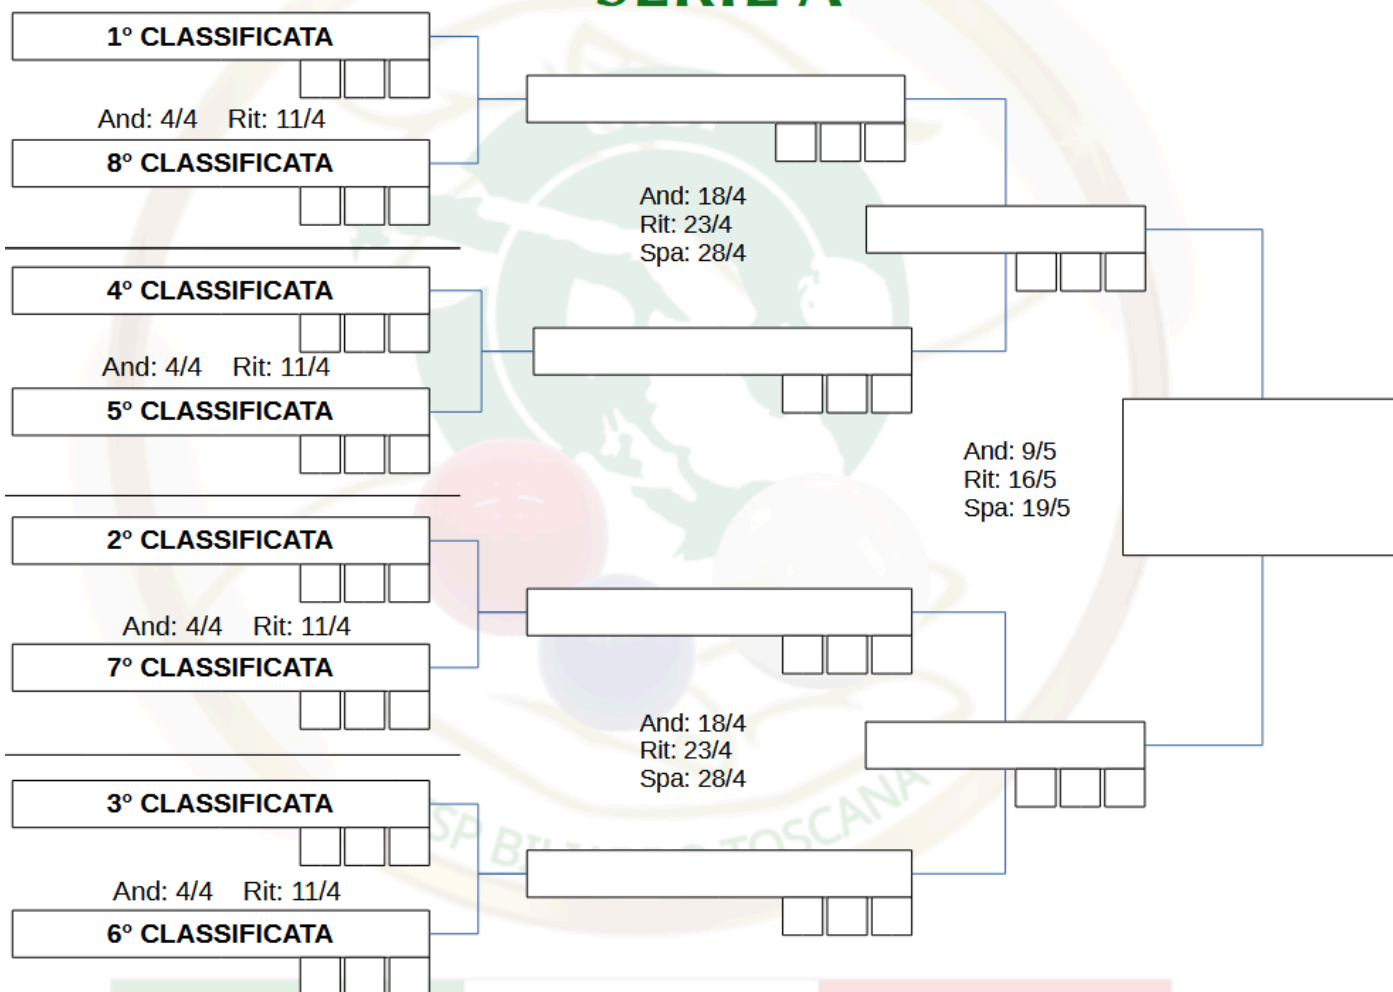 SERIE A
1° CLASSIFICATA
And: 4/4 Rit: 11/4
8° CLASSIFICATA
4° CLASSIFICATA
And: 4/4 Rit: 11/4
5° CLASSIFICATA
And: 18/4
Rit: 23/4
Spa: 28/4
2° CLASSIFICATA
And: 4/4 Rit: 11/4
7° CLASSIFICATA
3° CLASSIFICATA
And: 4/4 Rit: 11/4
6° CLASSIFICATA
And: 18/4
Rit: 23/4
Spa: 28/4
And: 9/5
Rit: 16/5
Spa: 19/5
TOSCANA